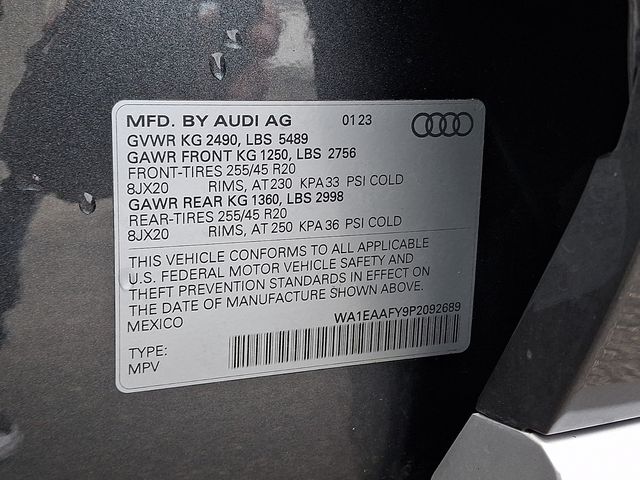 MFD. BY AUDI AG 01 23
GVWR KG 2490, LBS 5489
GAWR FRONT KG 1250, LBS 2756
FRONT-TIRES 255/45 R20
8JX20 RIMS, AT 230 KPA 33 PSI COLD
GAWR REAR KG 1360, LBS 2998
REAR-TIRES 255/45 R20
8JX20 RIMS, AT 250 KPA 36 PSI COLD
THIS VEHICLE CONFORMS TO ALL APPLICABLE
U.S. FEDERAL MOTOR VEHICLE SAFETY AND
THEFT PREVENTION STANDARDS IN EFFECT ON
THE DATE OF MANUFACTURE SHOWN ABOVE.
MEXICO
WA1EAAFY9P2092689
TYPE:
MPV